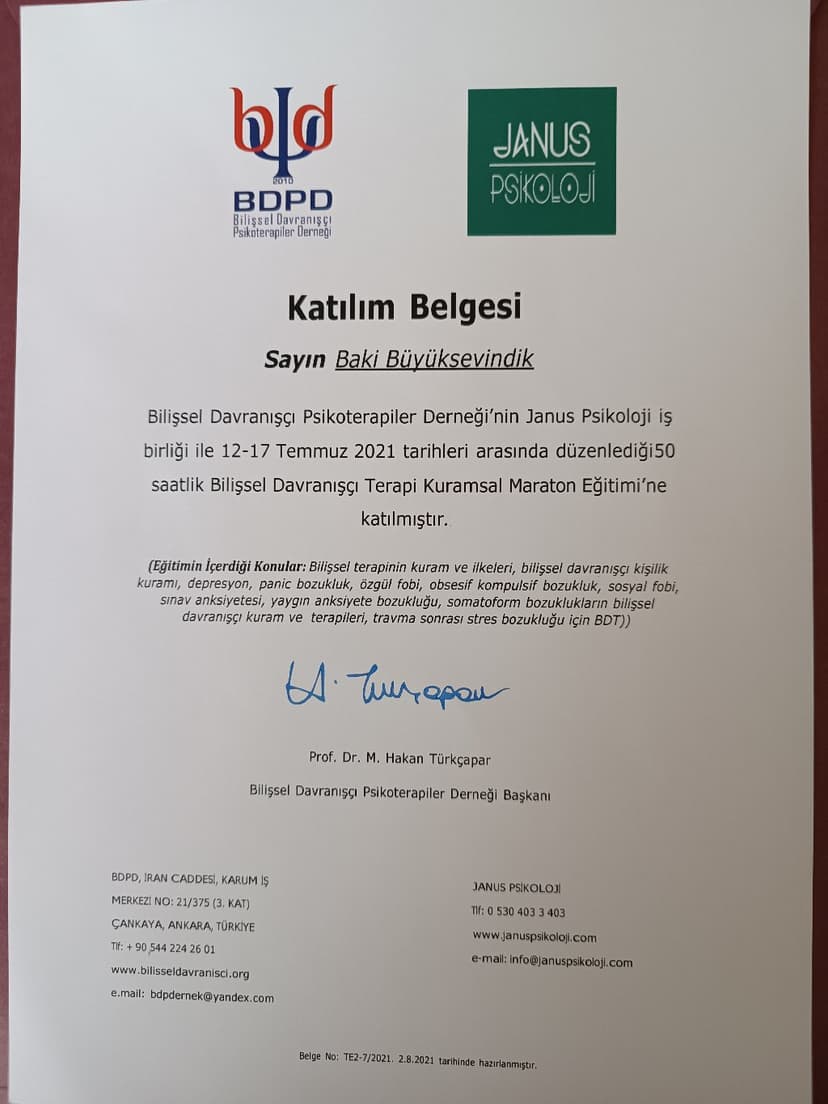 bpd
2010
BDPD
Bilişsel Davranışçı
Psikoterapiler Derneği
JANUS
PSİKOLOJİ
Katılım Belgesi
Sayın Baki Büyüksevindik
Bilişsel Davranışçı Psikoterapiler Derneği’nin Janus Psikoloji iş
birliği ile 12-17 Temmuz 2021 tarihleri arasında düzenlediği50
saatlik Bilişsel Davranışçı Terapi Kuramsal Maraton Eğitimi’ne
katılmıştır.
(Eğitimin İçerdiği Konular: Bilişsel terapinin kuram ve ilkeleri, bilişsel davranışçı kişilik
kuramı, depresyon, panic bozukluk, özgül fobi, obsesif kompulsif bozukluk, sosyal fobi,
sınav anksiyetesi, yaygın anksiyete bozukluğu, somatoform bozuklukların bilişsel
davranışçı kuram ve terapileri, travma sonrası stres bozukluğu için BDT))
H. Türkçapar
Prof. Dr. M. Hakan Türkçapar
Bilişsel Davranışçı Psikoterapiler Derneği Başkanı
BDPD, İRAN CADDESİ, KARUM İŞ
MERKEZİ NO: 21/375 (3. KAT)
ÇANKAYA, ANKARA, TÜRKİYE
Tlf: + 90 544 224 26 01
www.bilisseldavranisci.org
e.mail: bdpdernek@yandex.com
JANUS PSİKOLOJİ
Tlf: 0 530 403 3 403
www.januspsikoloji.com
e-mail: info@januspsikoloji.com
Belge No: TE2-7/2021. 2.8.2021 tarihinde hazırlanmıştır.